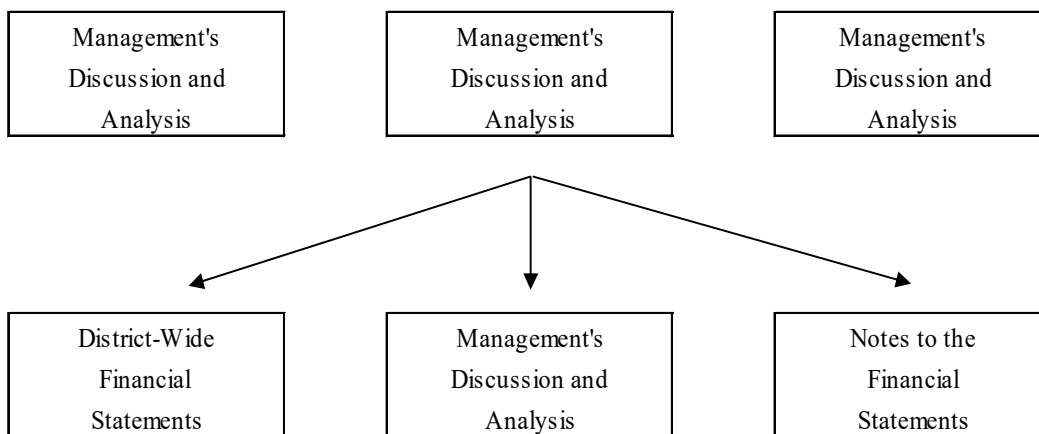 Management's
Discussion and
Analysis
Management's
Discussion and
Analysis
Management's
Discussion and
Analysis
District-Wide
Financial
Statements
Management's
Discussion and
Analysis
Notes to the
Financial
Statements